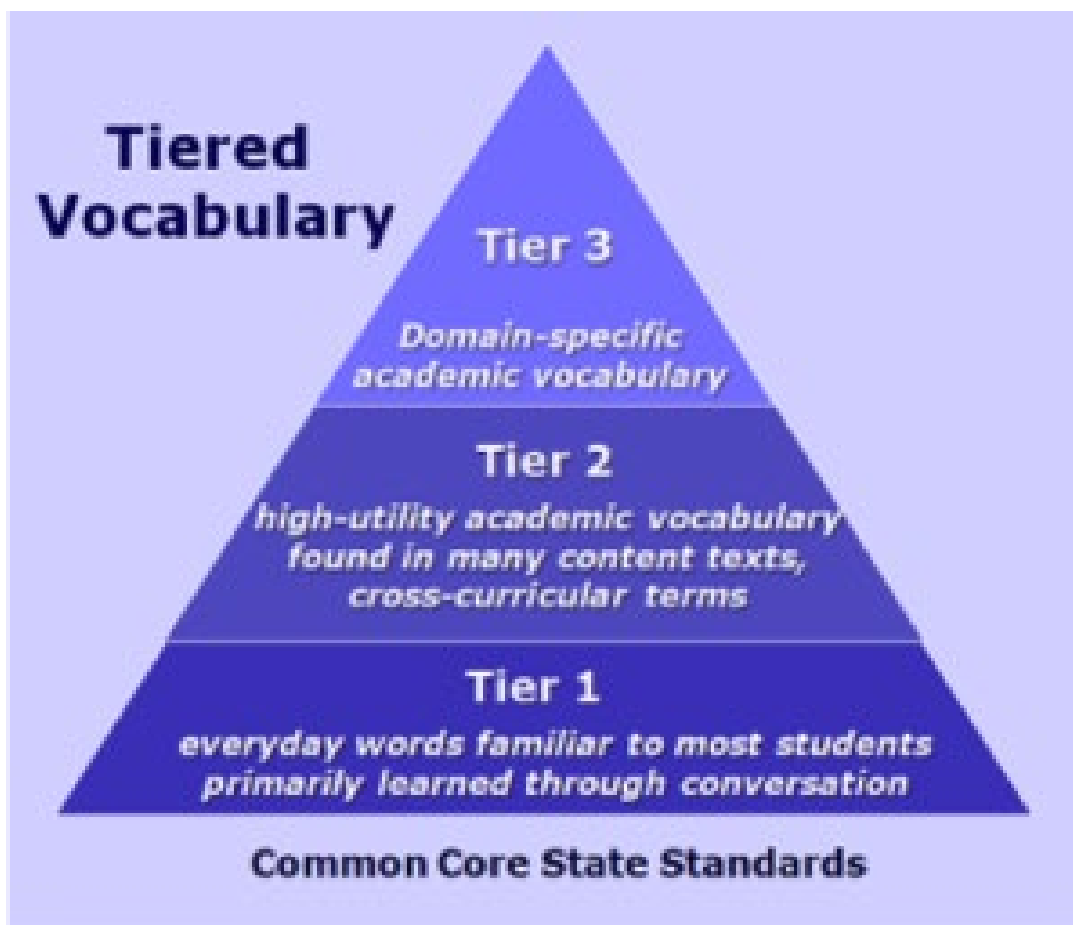 Tiered
Vocabulary
Tier 3
Domain-specific
academic vocabulary
Tier 2
high-utility academic vocabulary
found in many content texts,
cross-curricular terms
Tier 1
everyday words familiar to most students
primarily learned through conversation
Common Core State Standards